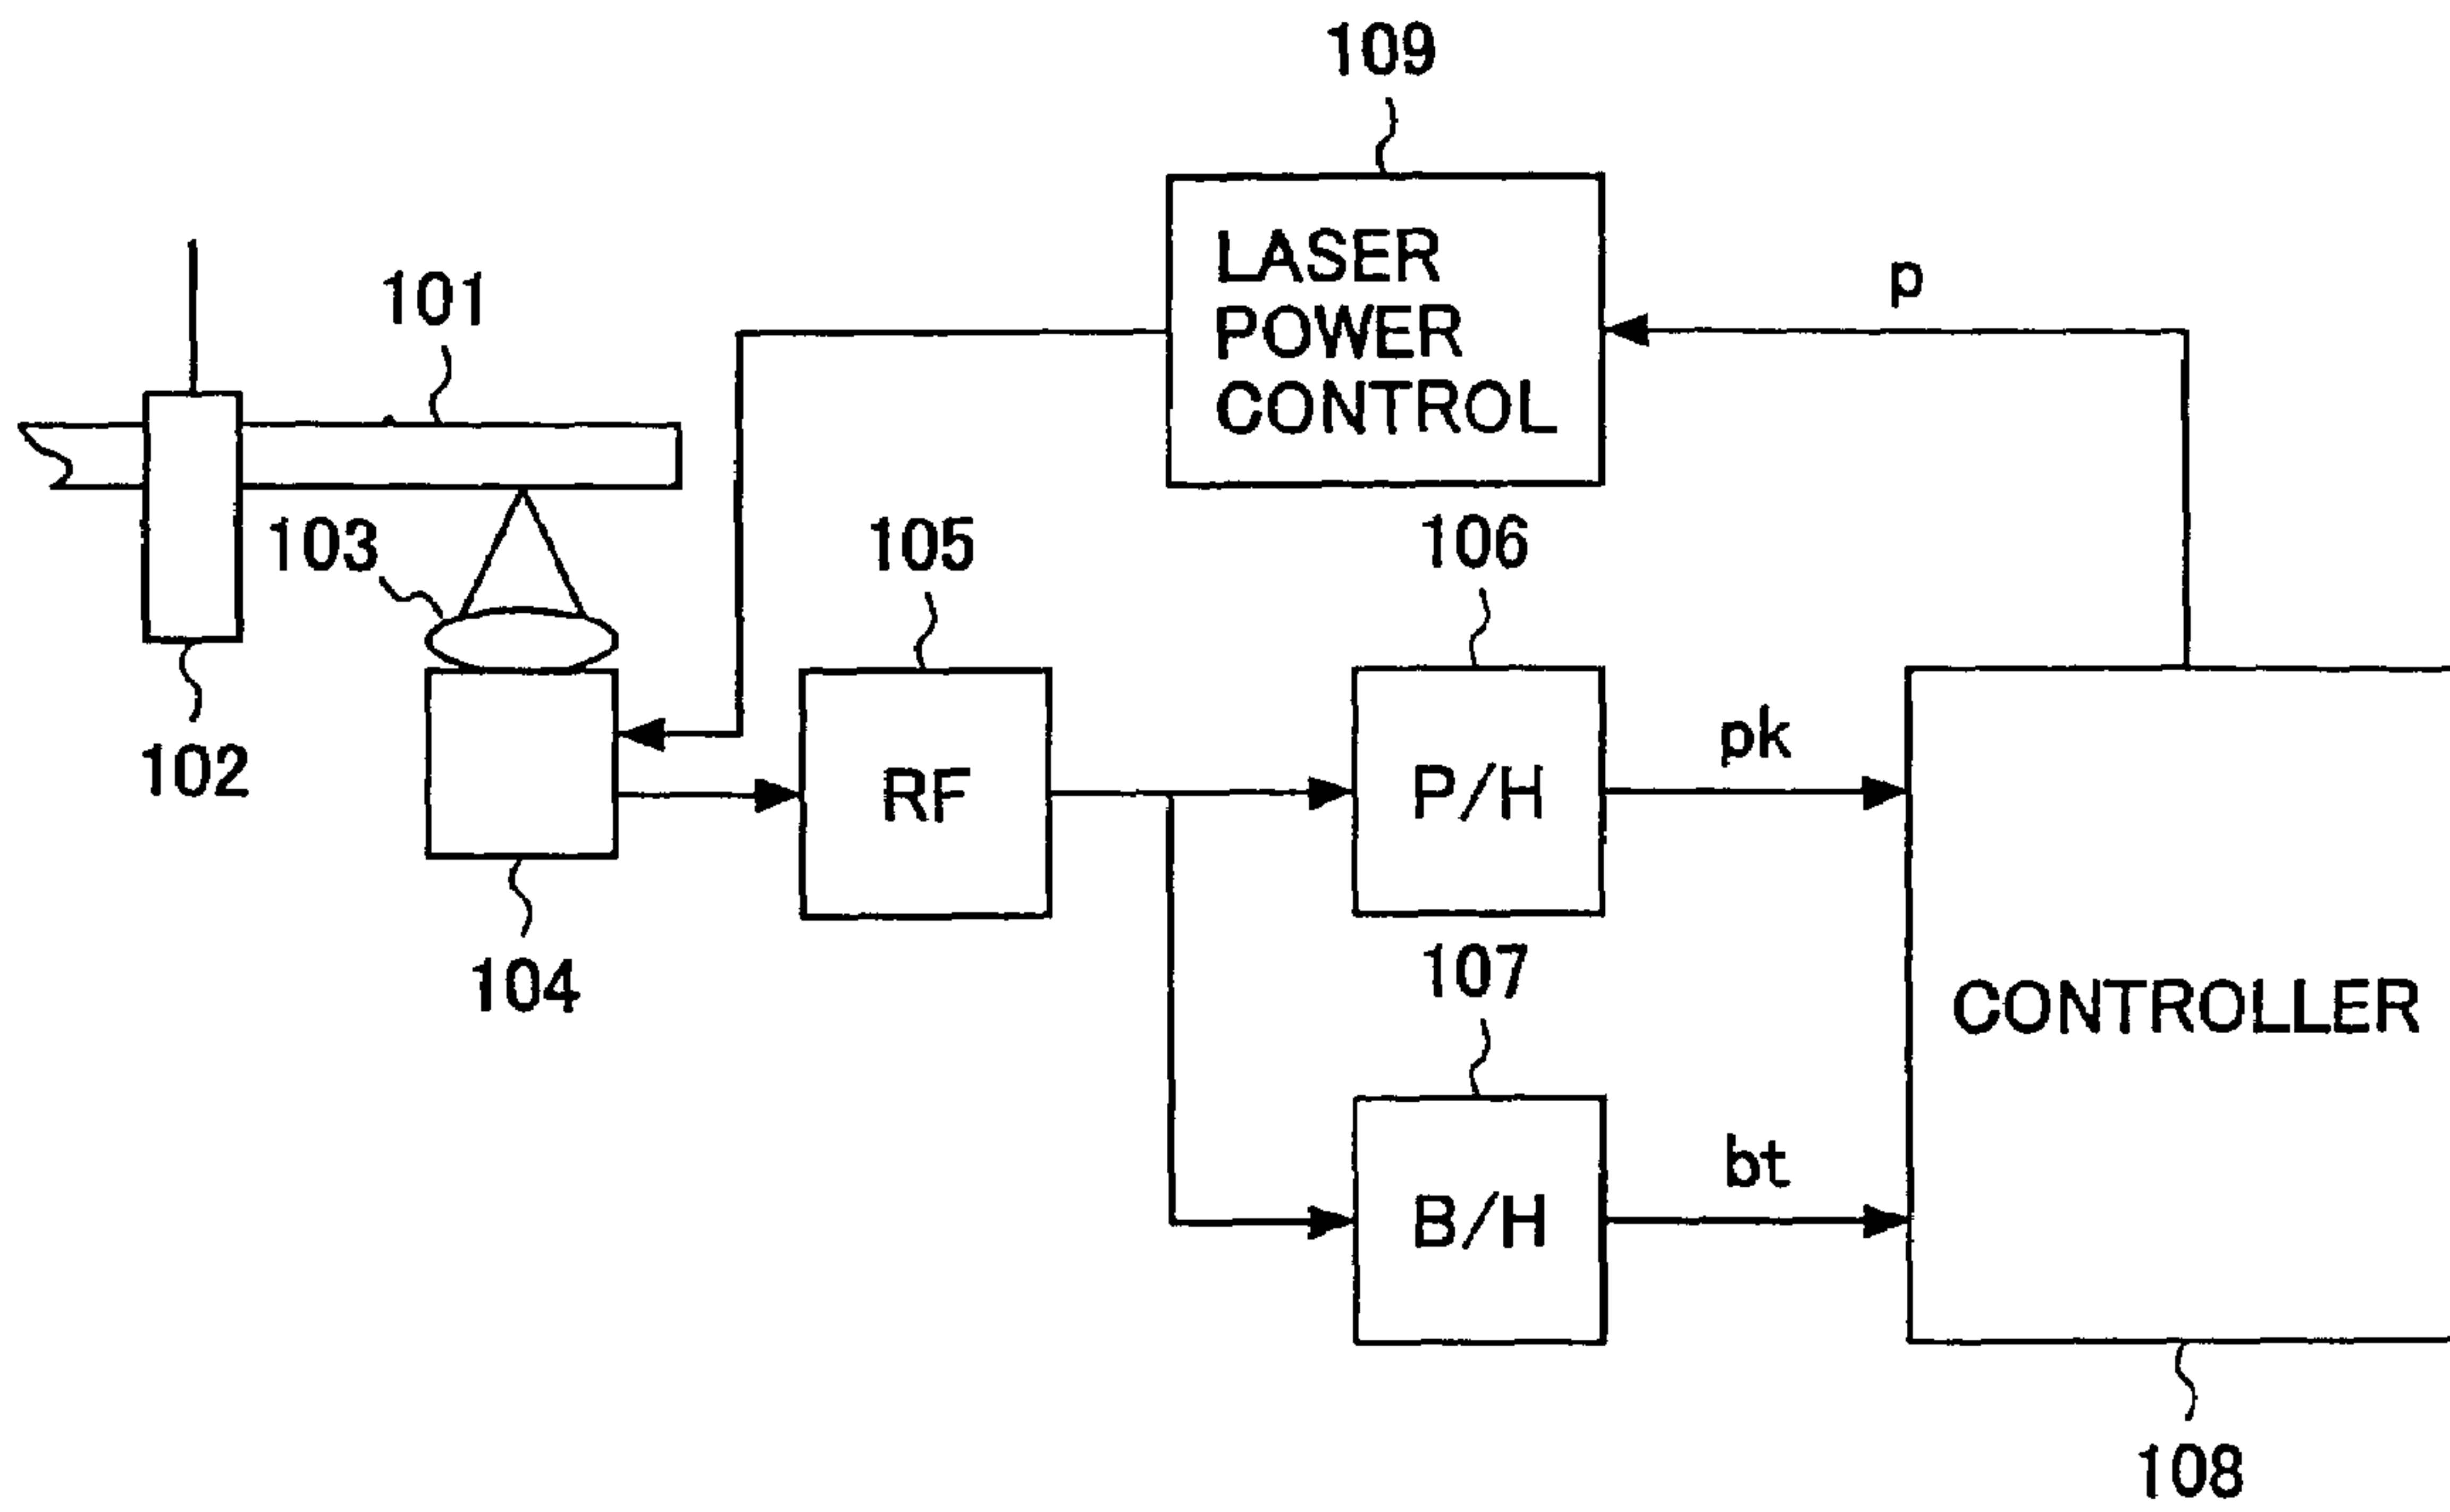 109
LASER
POWER
CONTROL
p
101
103
105
106
102
RF
P/H
pk
104
107
CONTROLLER
B/H
bt
108